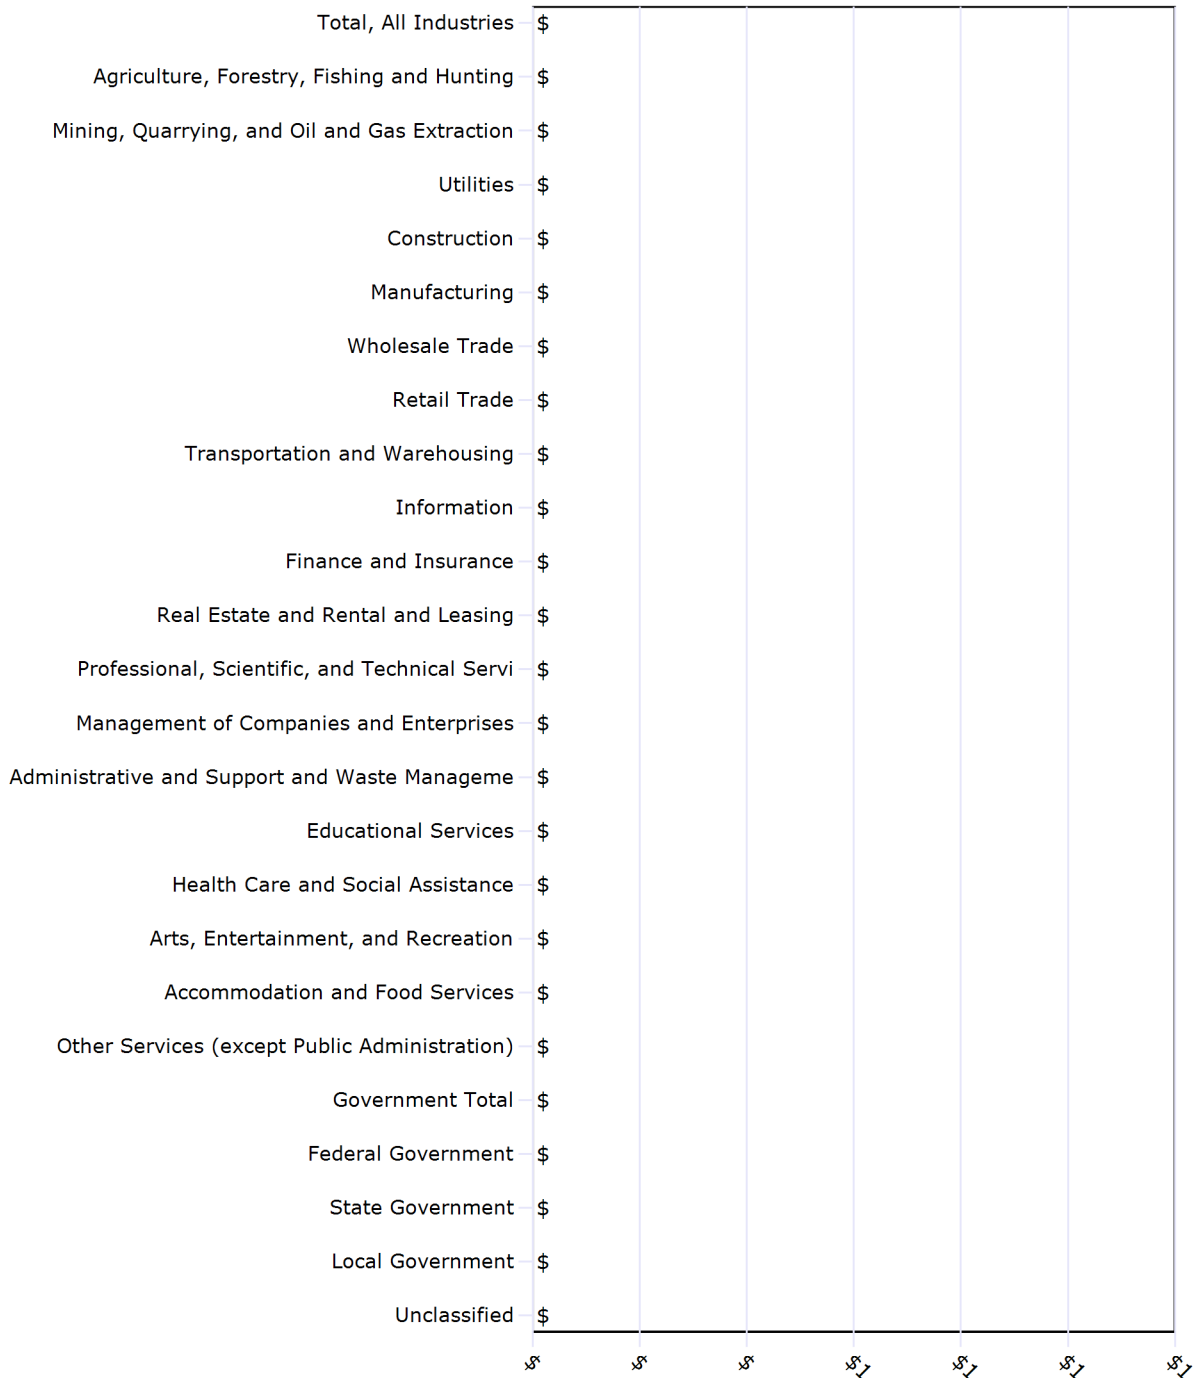 Total, All Industries $
Agriculture, Forestry, Fishing and Hunting $
Mining, Quarrying, and Oil and Gas Extraction $
Utilities $
Construction $
Manufacturing $
Wholesale Trade $
Retail Trade $
Transportation and Warehousing $
Information $
Finance and Insurance $
Real Estate and Rental and Leasing $
Professional, Scientific, and Technical Servi $
Management of Companies and Enterprises $
Administrative and Support and Waste Manageme $
Educational Services $
Health Care and Social Assistance $
Arts, Entertainment, and Recreation $
Accommodation and Food Services $
Other Services (except Public Administration) $
Government Total $
Federal Government $
State Government $
Local Government $
Unclassified $
$ $ $ $1 $1 $1 $1